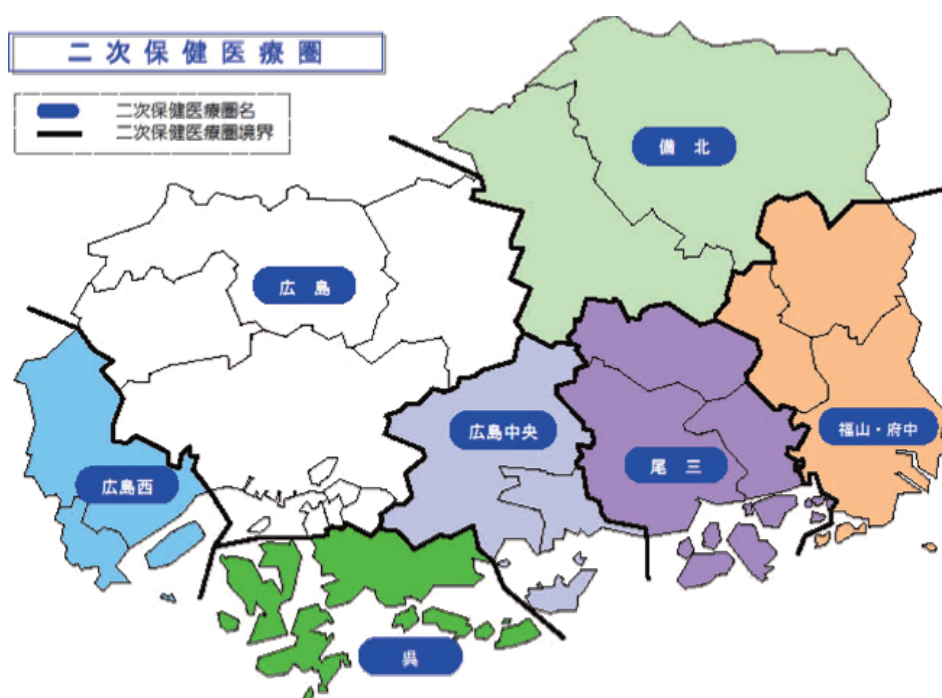 二次保健医療圏
二次保健医療圏名
二次保健医療圏境界
備北
広島
広島中央
福山・府中
尾三
広島西
呉